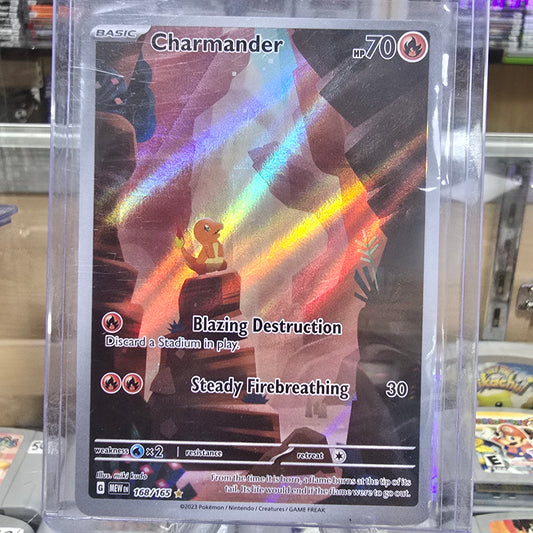 BASIC
Charmander HP70
Blazing Destruction
Discard a Stadium in play.
Steady Firebreathing 30
weakness ×2 resistance retreat
Illus. miki kudo
G MEW EN 168/165
From the time it is born, a flame burns at the tip of its
tail. Its life would end if the flame were to go out.
©2023 Pokémon / Nintendo / Creatures / GAME FREAK
Pikachu
E